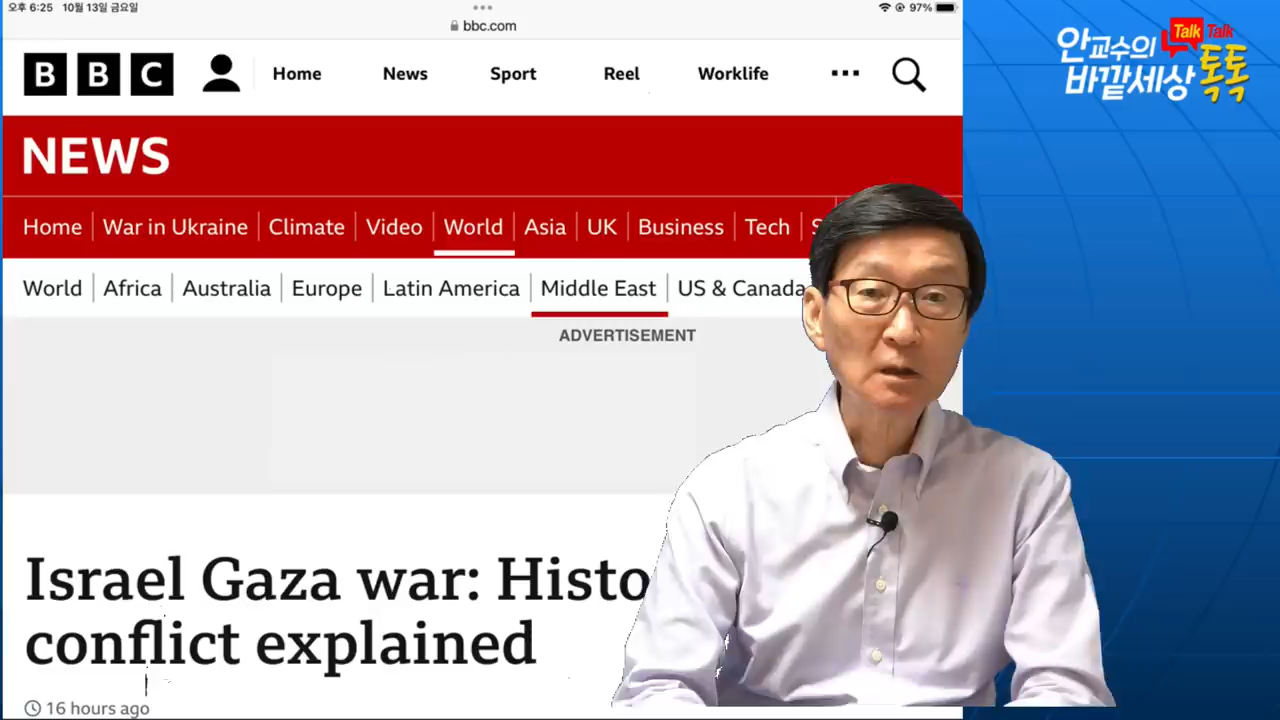 오후 6:25 10월 13일 금요일
97%
bbc.com
안교수의 Talk Talk
바깥세상 톡톡
BBC
Home News Sport Reel Worklife
NEWS
Home War in Ukraine Climate Video World Asia UK Business Tech S
World Africa Australia Europe Latin America Middle East US & Canada
ADVERTISEMENT
Israel Gaza war: Histo
conflict explained
16 hours ago